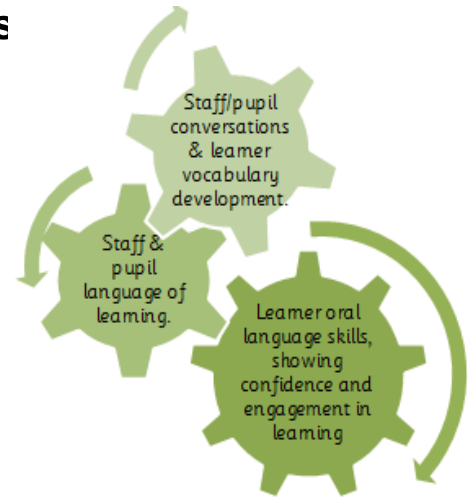 s
Staff/pupil
conversations
& learner
vocabulary
development.
Staff &
pupil
language of
learning.
Learner oral
language skills,
showing
confidence and
engagement in
learning